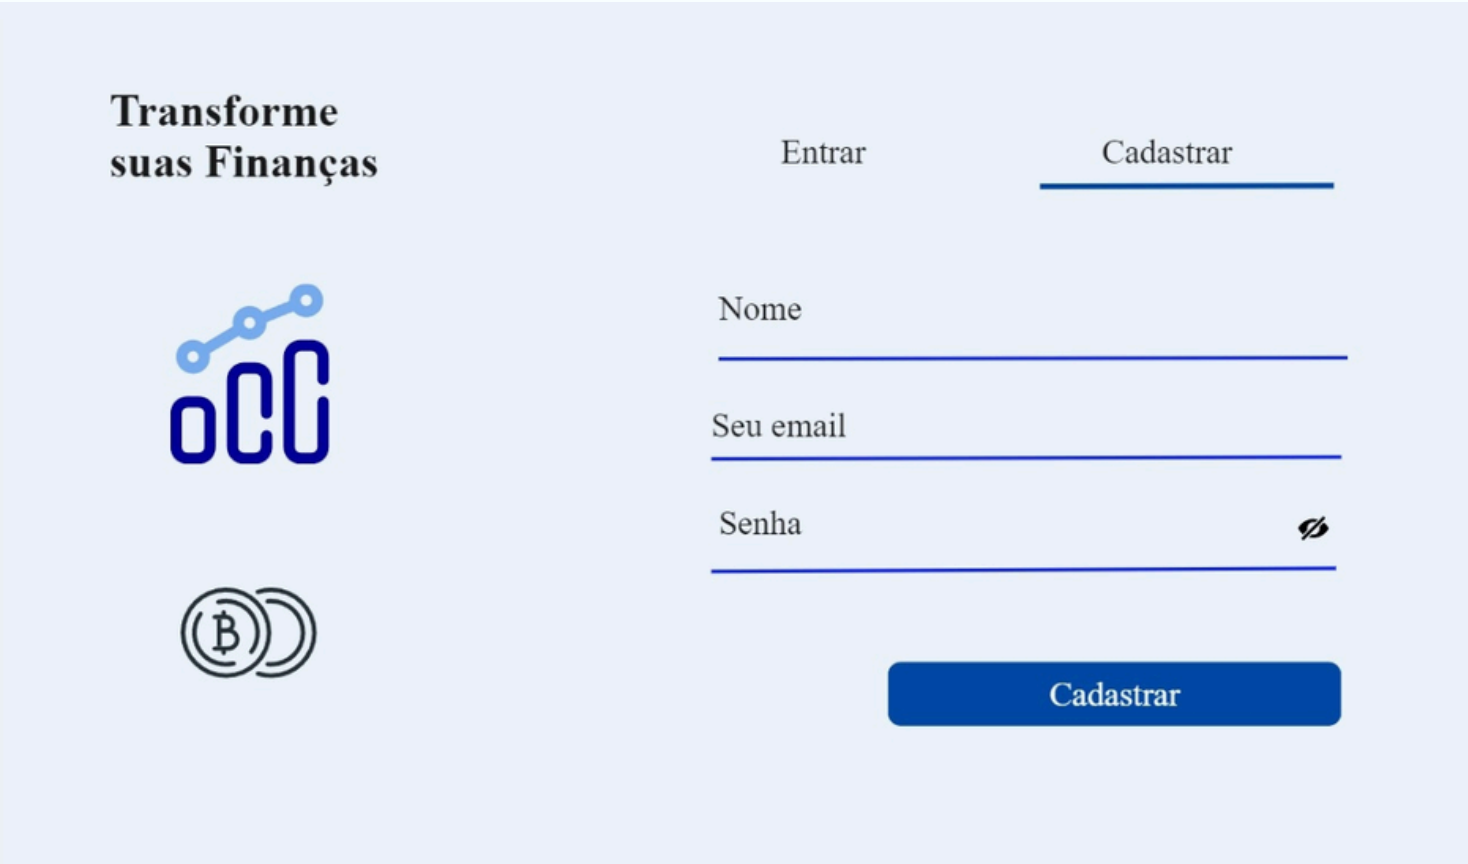 Transforme
suas Finanças
Entrar
Cadastrar
Nome
Seu email
Senha
Cadastrar